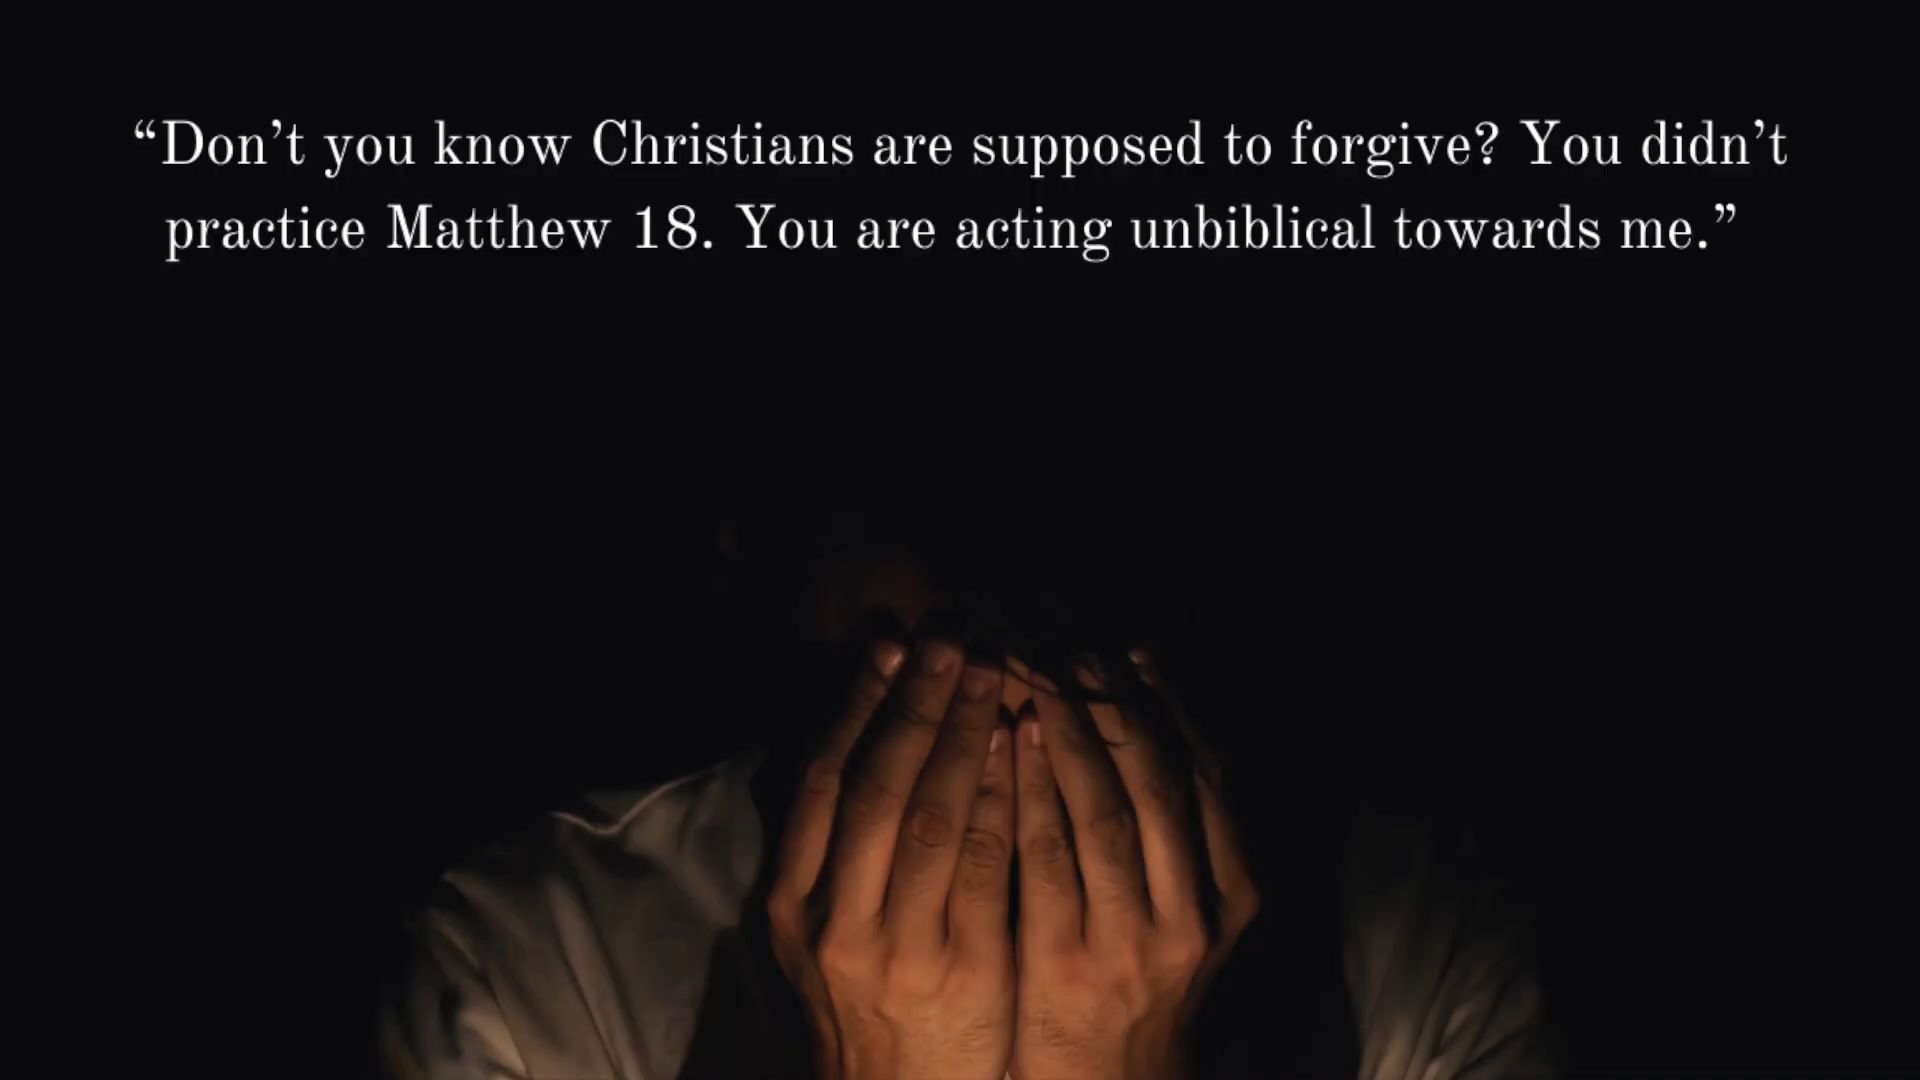 “Don’t you know Christians are supposed to forgive? You didn’t
practice Matthew 18. You are acting unbiblical towards me.”